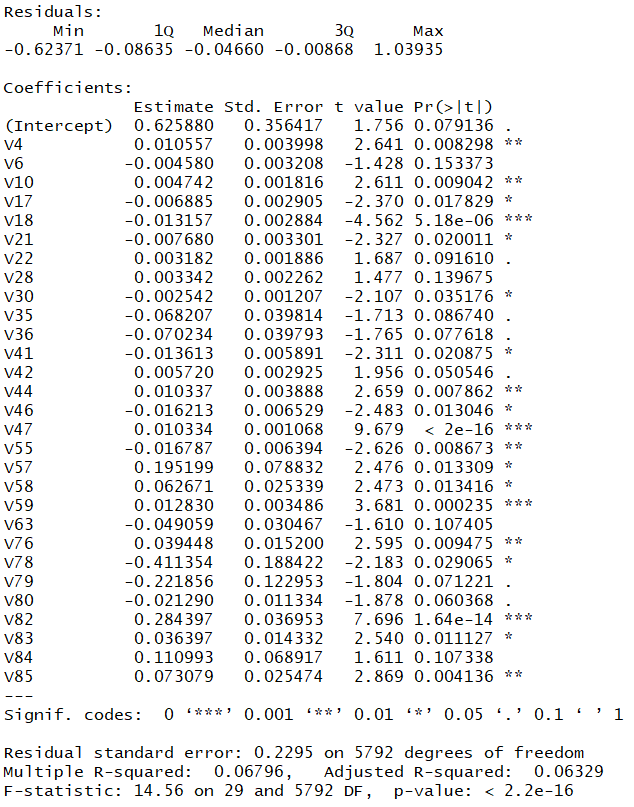 Residuals:
     Min       1Q   Median       3Q      Max
-0.62371 -0.08635 -0.04660 -0.00868  1.03935

Coefficients:
             Estimate Std. Error t value Pr(>|t|)
(Intercept)  0.625880   0.356417   1.756 0.079136 .
V4           0.010557   0.003998   2.641 0.008298 **
V6          -0.004580   0.003208  -1.428 0.153373
V10          0.004742   0.001816   2.611 0.009042 **
V17         -0.006885   0.002905  -2.370 0.017829 *
V18         -0.013157   0.002884  -4.562 5.18e-06 ***
V21         -0.007680   0.003301  -2.327 0.020011 *
V22          0.003182   0.001886   1.687 0.091610 .
V28          0.003342   0.002262   1.477 0.139675
V30         -0.002542   0.001207  -2.107 0.035176 *
V35         -0.068207   0.039814  -1.713 0.086740 .
V36         -0.070234   0.039793  -1.765 0.077618 .
V41         -0.013613   0.005891  -2.311 0.020875 *
V42          0.005720   0.002925   1.956 0.050546 .
V44          0.010337   0.003888   2.659 0.007862 **
V46         -0.016213   0.006529  -2.483 0.013046 *
V47          0.010334   0.001068   9.679  < 2e-16 ***
V55         -0.016787   0.006394  -2.626 0.008673 **
V57          0.195199   0.078832   2.476 0.013309 *
V58          0.062671   0.025339   2.473 0.013416 *
V59          0.012830   0.003486   3.681 0.000235 ***
V63         -0.049059   0.030467  -1.610 0.107405
V76          0.039448   0.015200   2.595 0.009475 **
V78         -0.411354   0.188422  -2.183 0.029065 *
V79         -0.221856   0.122953  -1.804 0.071221 .
V80         -0.021290   0.011334  -1.878 0.060368 .
V82          0.284397   0.036953   7.696 1.64e-14 ***
V83          0.036397   0.014332   2.540 0.011127 *
V84          0.110993   0.068917   1.611 0.107338
V85          0.073079   0.025474   2.869 0.004136 **
---
Signif. codes:  0 ‘***’ 0.001 ‘**’ 0.01 ‘*’ 0.05 ‘.’ 0.1 ‘ ’ 1

Residual standard error: 0.2295 on 5792 degrees of freedom
Multiple R-squared:  0.06796,   Adjusted R-squared:  0.06329
F-statistic: 14.56 on 29 and 5792 DF,  p-value: < 2.2e-16